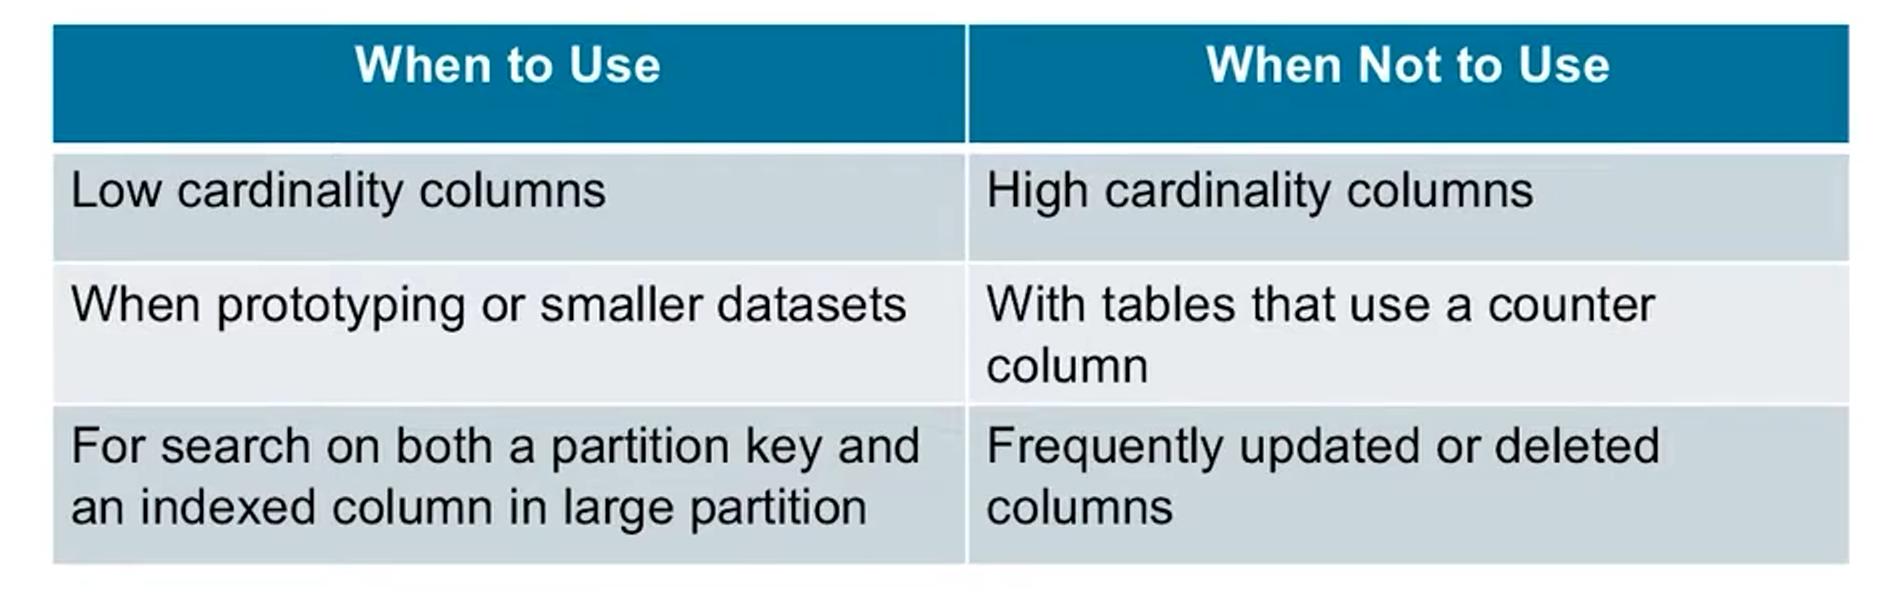 When to Use
When Not to Use
Low cardinality columns
High cardinality columns
When prototyping or smaller datasets
With tables that use a counter
column
For search on both a partition key and
an indexed column in large partition
Frequently updated or deleted
columns